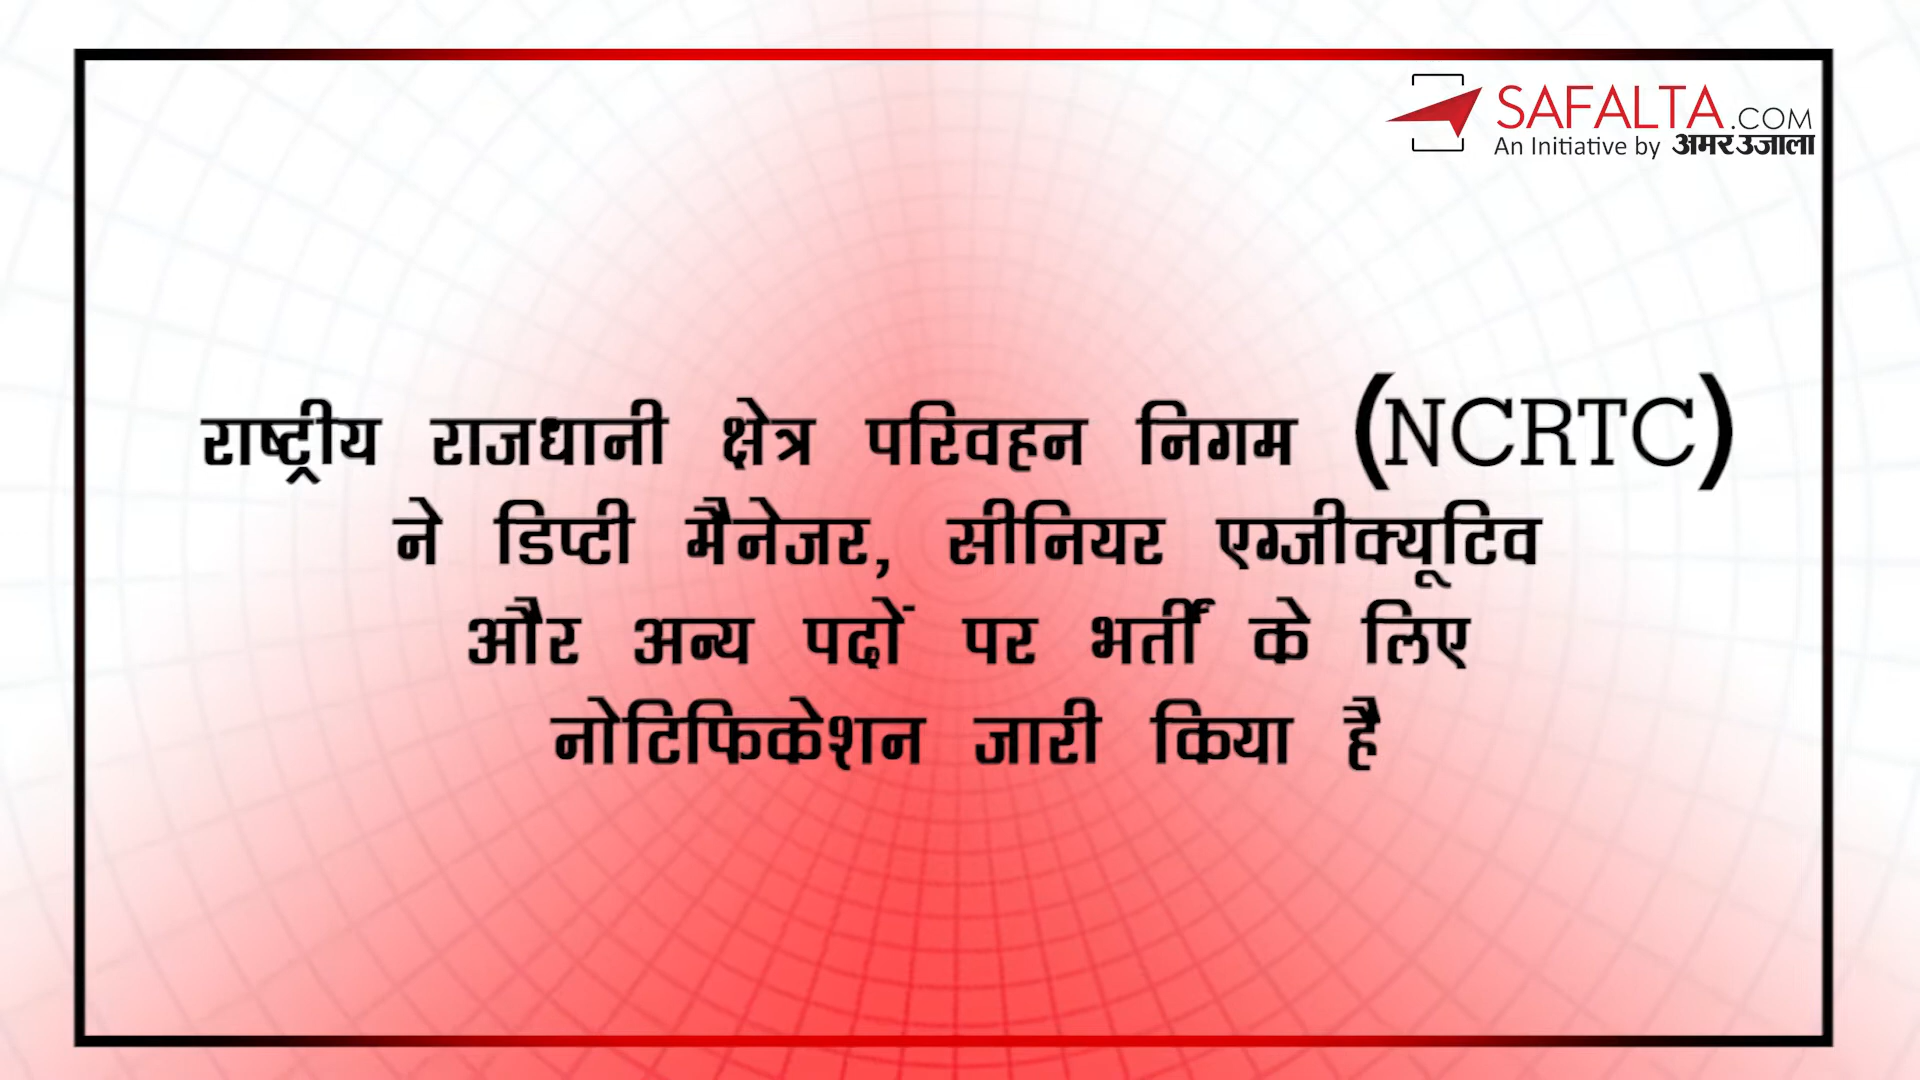 SAFALTA.COM
An Initiative by अमर उजाला
राष्ट्रीय राजधानी क्षेत्र परिवहन निगम (NCRTC)
ने डिप्टी मैनेजर, सीनियर एग्जीक्यूटिव
और अन्य पदों पर भर्ती के लिए
नोटिफिकेशन जारी किया है